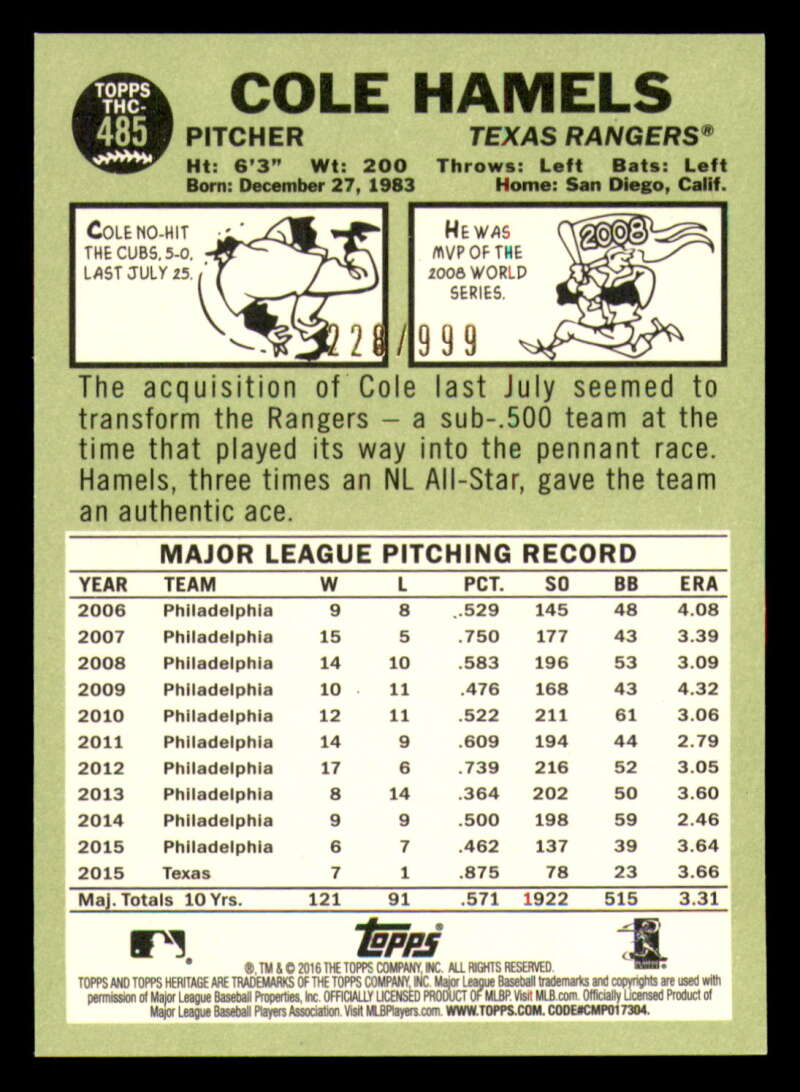 TOPPS
THC-
485
COLE HAMELS
PITCHER TEXAS RANGERS®
Ht: 6'3" Wt: 200 Throws: Left Bats: Left
Born: December 27, 1983 Home: San Diego, Calif.
COLE NO-HIT
THE CUBS, 5-0,
LAST JULY 25.
HE WAS
MVP OF THE
2008 WORLD
SERIES.
2008
228/999
The acquisition of Cole last July seemed to
transform the Rangers – a sub-.500 team at the
time that played its way into the pennant race.
Hamels, three times an NL All-Star, gave the team
an authentic ace.
MAJOR LEAGUE PITCHING RECORD
YEAR TEAM W L PCT. SO BB ERA
2006 Philadelphia 9 8 .529 145 48 4.08
2007 Philadelphia 15 5 .750 177 43 3.39
2008 Philadelphia 14 10 .583 196 53 3.09
2009 Philadelphia 10 11 .476 168 43 4.32
2010 Philadelphia 12 11 .522 211 61 3.06
2011 Philadelphia 14 9 .609 194 44 2.79
2012 Philadelphia 17 6 .739 216 52 3.05
2013 Philadelphia 8 14 .364 202 50 3.60
2014 Philadelphia 9 9 .500 198 59 2.46
2015 Philadelphia 6 7 .462 137 39 3.64
2015 Texas 7 1 .875 78 23 3.66
Maj. Totals 10 Yrs. 121 91 .571 1922 515 3.31
topps®
®, TM & © 2016 THE TOPPS COMPANY, INC. ALL RIGHTS RESERVED.
TOPPS AND TOPPS HERITAGE ARE TRADEMARKS OF THE TOPPS COMPANY, INC. Major League Baseball trademarks and copyrights are used with
permission of Major League Baseball Properties, Inc. OFFICIALLY LICENSED PRODUCT OF MLBP. Visit MLB.com. Officially Licensed Product of
Major League Baseball Players Association. Visit MLBPlayers.com. WWW.TOPPS.COM. CODE#CMP017304.